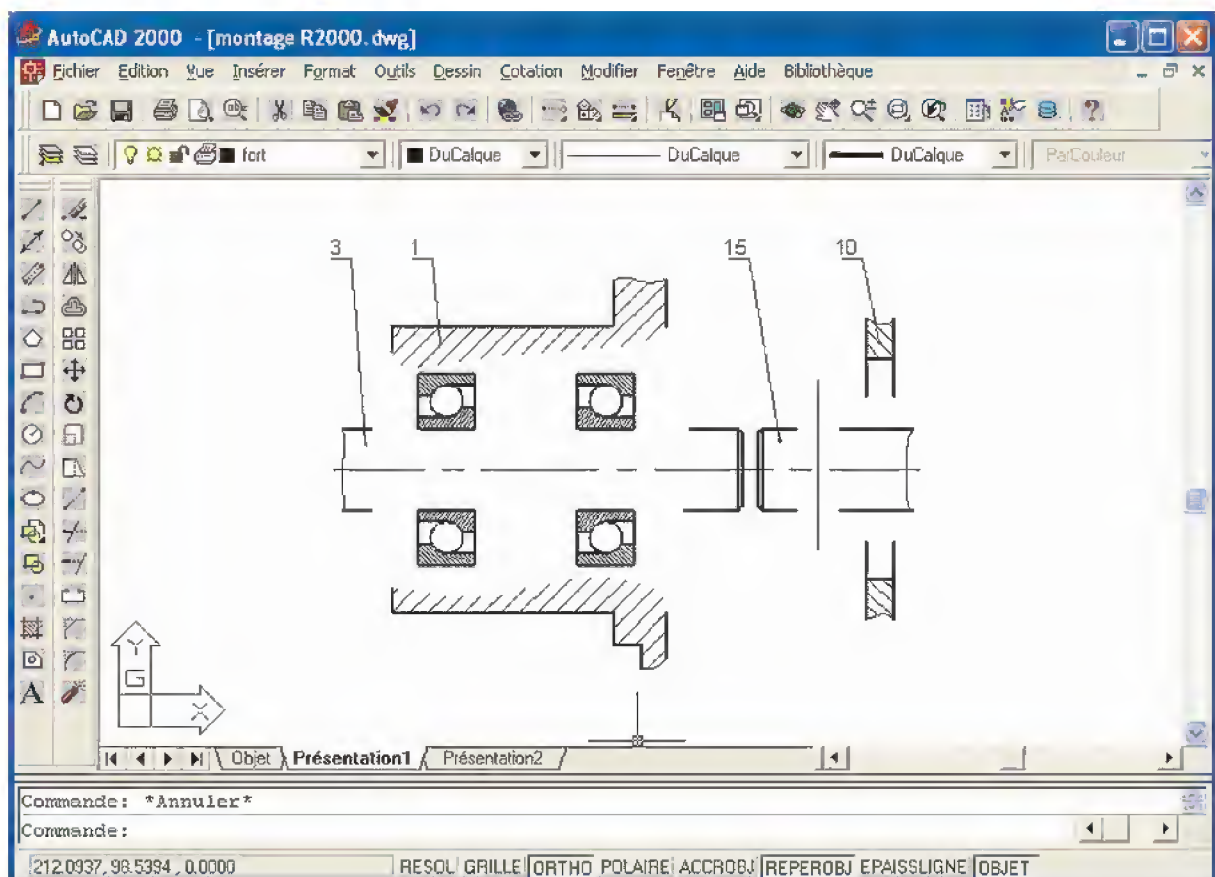 AutoCAD 2000 - [montage R2000.dwg]
Fichier Edition Vue Insérer Format Outils Dessin Cotation Modifier Fenêtre Aide Bibliothèque
fort DuCalque DuCalque DuCalque ParCouleur
3 1 15 10
Y
G
X
A
Objet Présentation1 Présentation2
Commande: *Annuler*
Commande:
212.0937, 96.5394 , 0.0000 RESOL GRILLE ORTHO POLAIRE ACCROBJ REPEROBJ EPAISSLIGNE OBJET